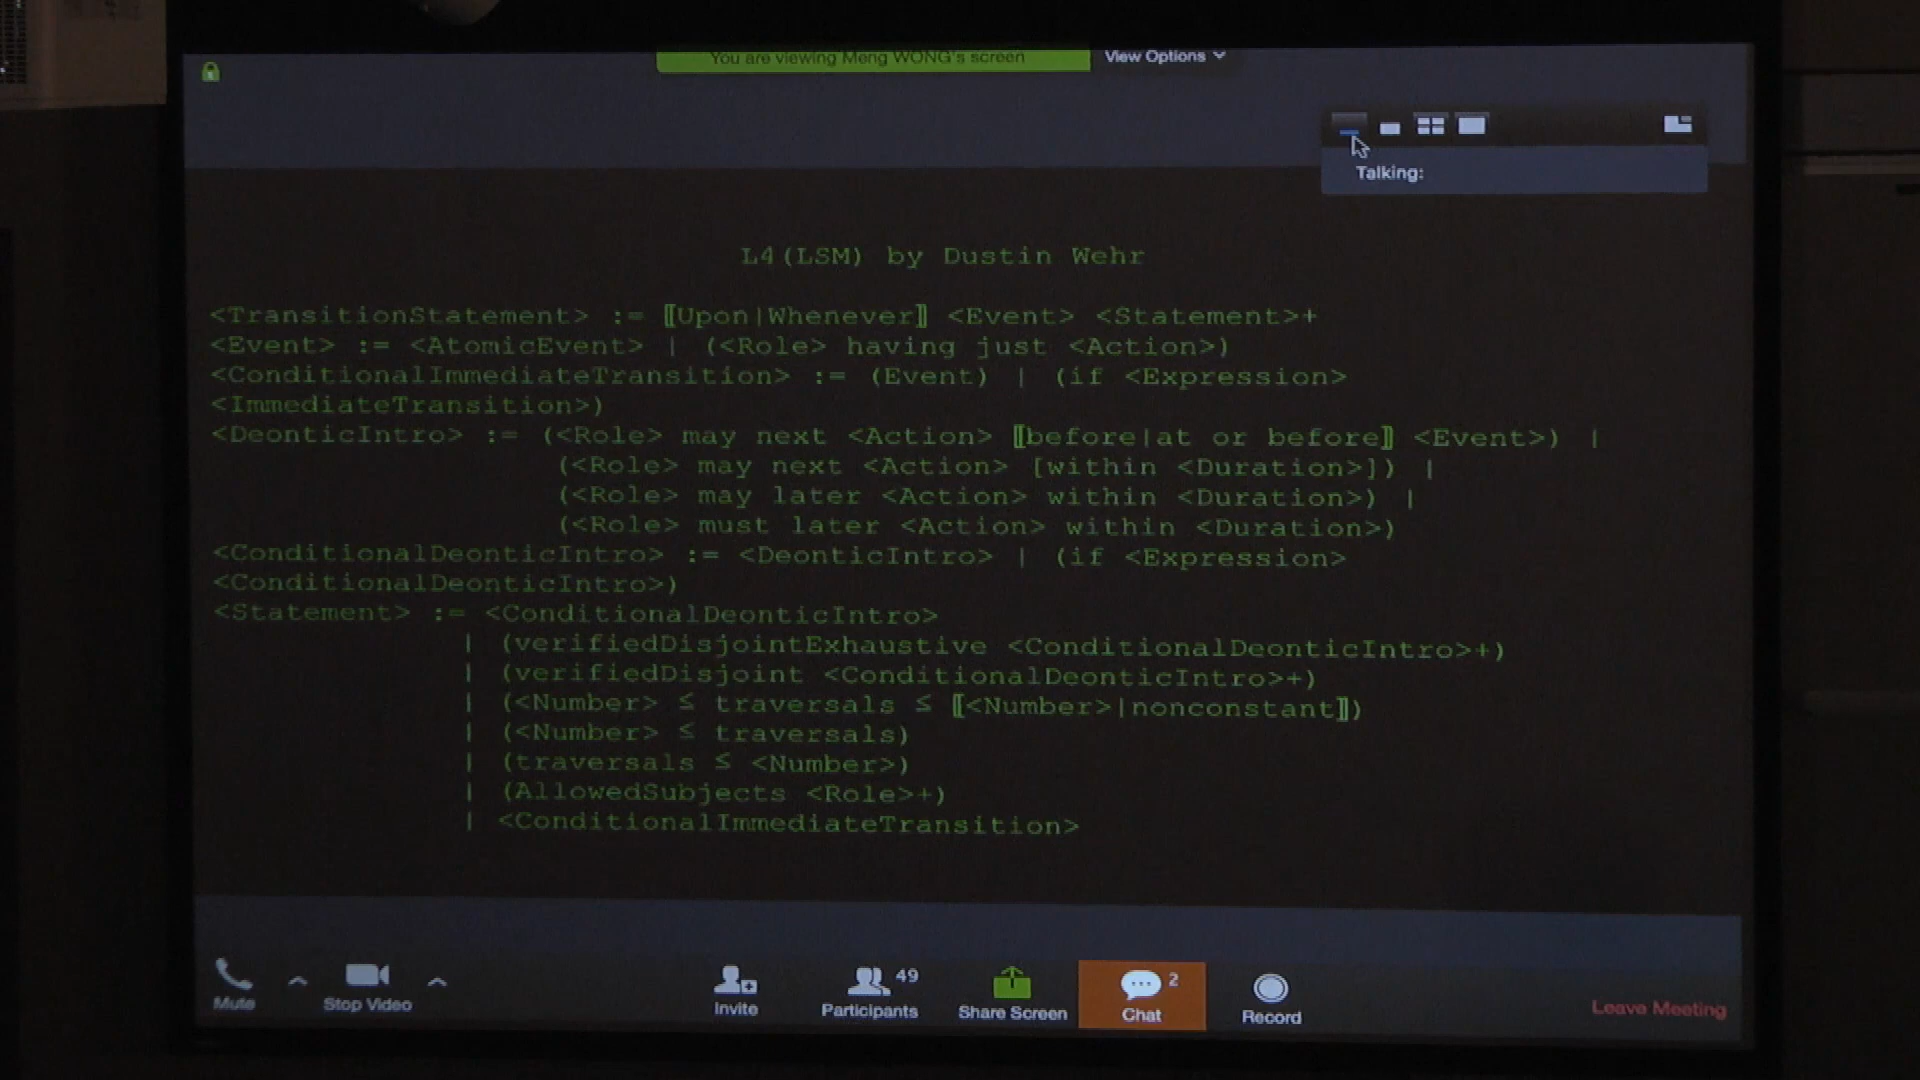 You are viewing Meng WONG's screen
View Options
Talking:
L4(LSM) by Dustin Wehr
<TransitionStatement> := ⟦Upon|Whenever⟧ <Event> <Statement>+
<Event> := <AtomicEvent> | (<Role> having just <Action>)
<ConditionalImmediateTransition> := (Event) | (if <Expression>
<ImmediateTransition>)
<DeonticIntro> := (<Role> may next <Action> ⟦before|at or before⟧ <Event>) |
(<Role> may next <Action> [within <Duration>]) |
(<Role> may later <Action> within <Duration>) |
(<Role> must later <Action> within <Duration>)
<ConditionalDeonticIntro> := <DeonticIntro> | (if <Expression>
<ConditionalDeonticIntro>)
<Statement> := <ConditionalDeonticIntro>
| (verifiedDisjointExhaustive <ConditionalDeonticIntro>+)
| (verifiedDisjoint <ConditionalDeonticIntro>+)
| (<Number> ≤ traversals ≤ ⟦<Number>|nonconstant⟧)
| (<Number> ≤ traversals)
| (traversals ≤ <Number>)
| (AllowedSubjects <Role>+)
| <ConditionalImmediateTransition>
Mute
Stop Video
Invite
49
Participants
Share Screen
2
Chat
Record
Leave Meeting